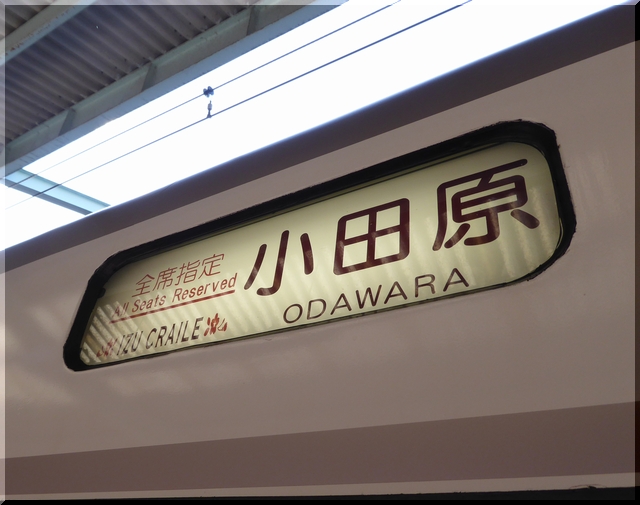 全席指定
All Seats Reserved
IZU CRAILE
小田原
ODAWARA